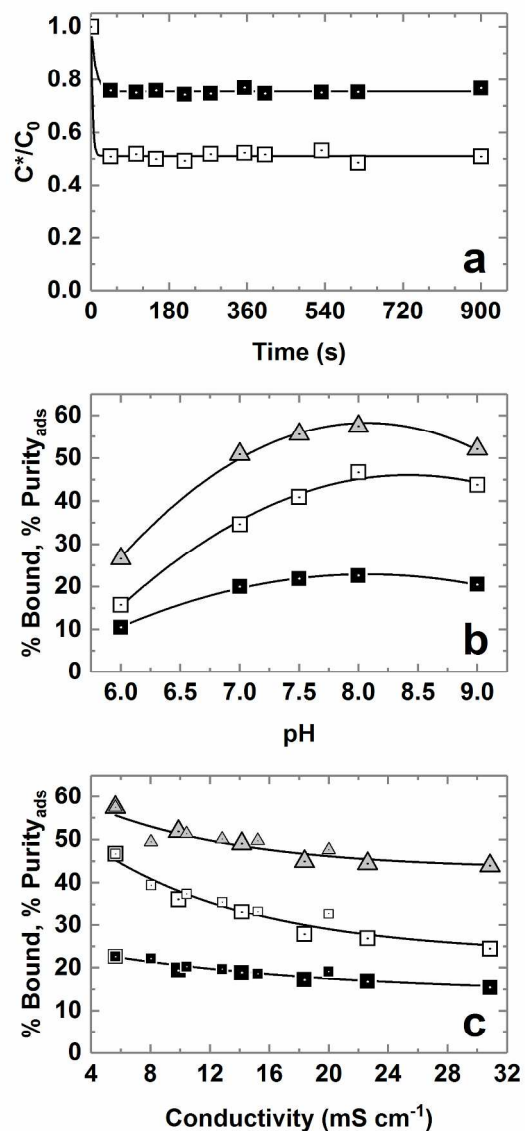 1.0
0.8
0.6
0.4
0.2
0.0
C*/C0
a
0 180 360 540 720 900
Time (s)
60
50
40
30
20
10
0
% Bound, % Purityads
b
6.0 6.5 7.0 7.5 8.0 8.5 9.0
pH
60
50
40
30
20
10
0
% Bound, % Purityads
c
4 8 12 16 20 24 28 32
Conductivity (mS cm⁻¹)